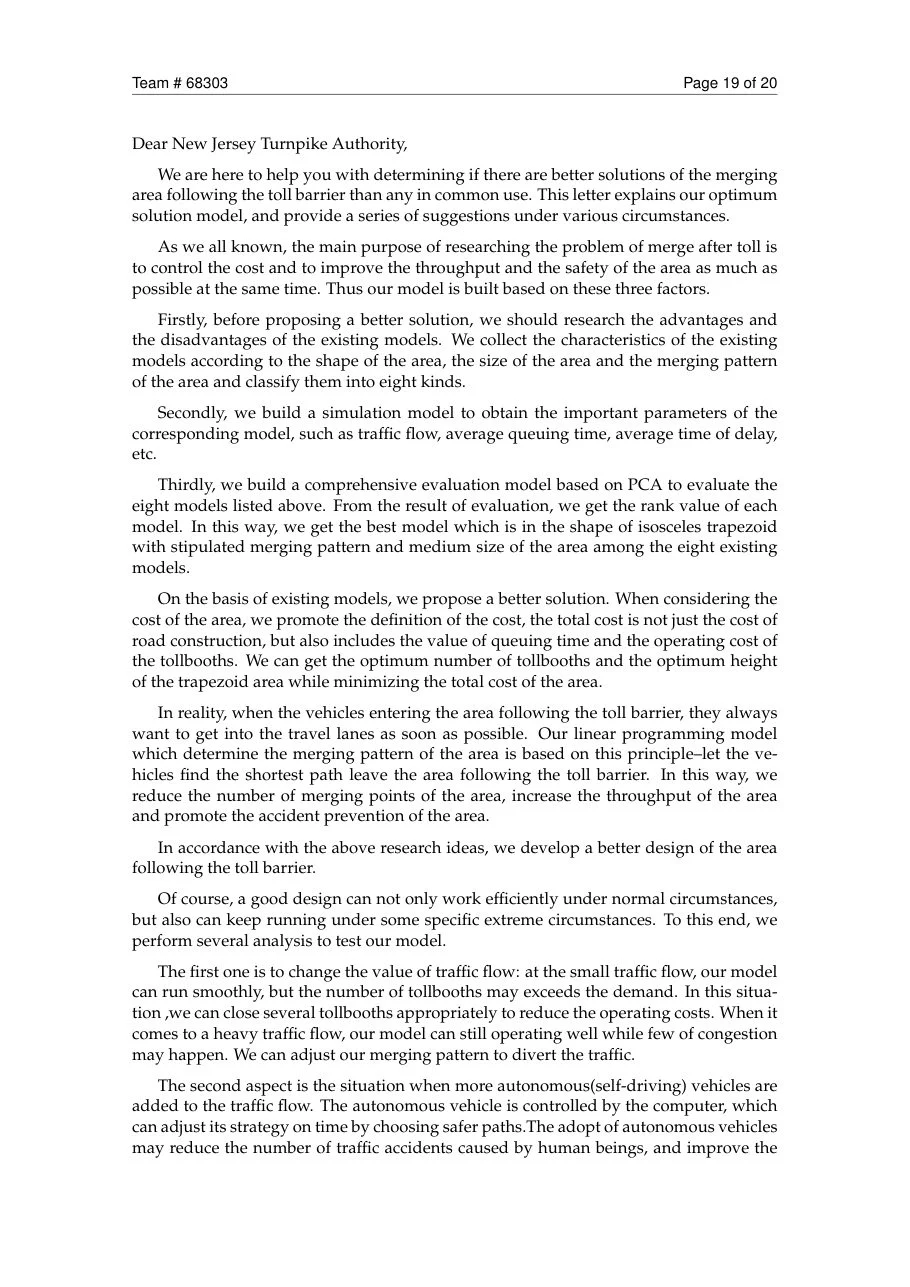 Team # 68303
Page 19 of 20
Dear New Jersey Turnpike Authority,
We are here to help you with determining if there are better solutions of the merging
area following the toll barrier than any in common use. This letter explains our optimum
solution model, and provide a series of suggestions under various circumstances.
As we all known, the main purpose of researching the problem of merge after toll is
to control the cost and to improve the throughput and the safety of the area as much as
possible at the same time. Thus our model is built based on these three factors.
Firstly, before proposing a better solution, we should research the advantages and
the disadvantages of the existing models. We collect the characteristics of the existing
models according to the shape of the area, the size of the area and the merging pattern
of the area and classify them into eight kinds.
Secondly, we build a simulation model to obtain the important parameters of the
corresponding model, such as traffic flow, average queuing time, average time of delay,
etc.
Thirdly, we build a comprehensive evaluation model based on PCA to evaluate the
eight models listed above. From the result of evaluation, we get the rank value of each
model. In this way, we get the best model which is in the shape of isosceles trapezoid
with stipulated merging pattern and medium size of the area among the eight existing
models.
On the basis of existing models, we propose a better solution. When considering the
cost of the area, we promote the definition of the cost, the total cost is not just the cost of
road construction, but also includes the value of queuing time and the operating cost of
the tollbooths. We can get the optimum number of tollbooths and the optimum height
of the trapezoid area while minimizing the total cost of the area.
In reality, when the vehicles entering the area following the toll barrier, they always
want to get into the travel lanes as soon as possible. Our linear programming model
which determine the merging pattern of the area is based on this principle–let the ve-
hicles find the shortest path leave the area following the toll barrier. In this way, we
reduce the number of merging points of the area, increase the throughput of the area
and promote the accident prevention of the area.
In accordance with the above research ideas, we develop a better design of the area
following the toll barrier.
Of course, a good design can not only work efficiently under normal circumstances,
but also can keep running under some specific extreme circumstances. To this end, we
perform several analysis to test our model.
The first one is to change the value of traffic flow: at the small traffic flow, our model
can run smoothly, but the number of tollbooths may exceeds the demand. In this situa-
tion ,we can close several tollbooths appropriately to reduce the operating costs. When it
comes to a heavy traffic flow, our model can still operating well while few of congestion
may happen. We can adjust our merging pattern to divert the traffic.
The second aspect is the situation when more autonomous(self-driving) vehicles are
added to the traffic flow. The autonomous vehicle is controlled by the computer, which
can adjust its strategy on time by choosing safer paths.The adopt of autonomous vehicles
may reduce the number of traffic accidents caused by human beings, and improve the